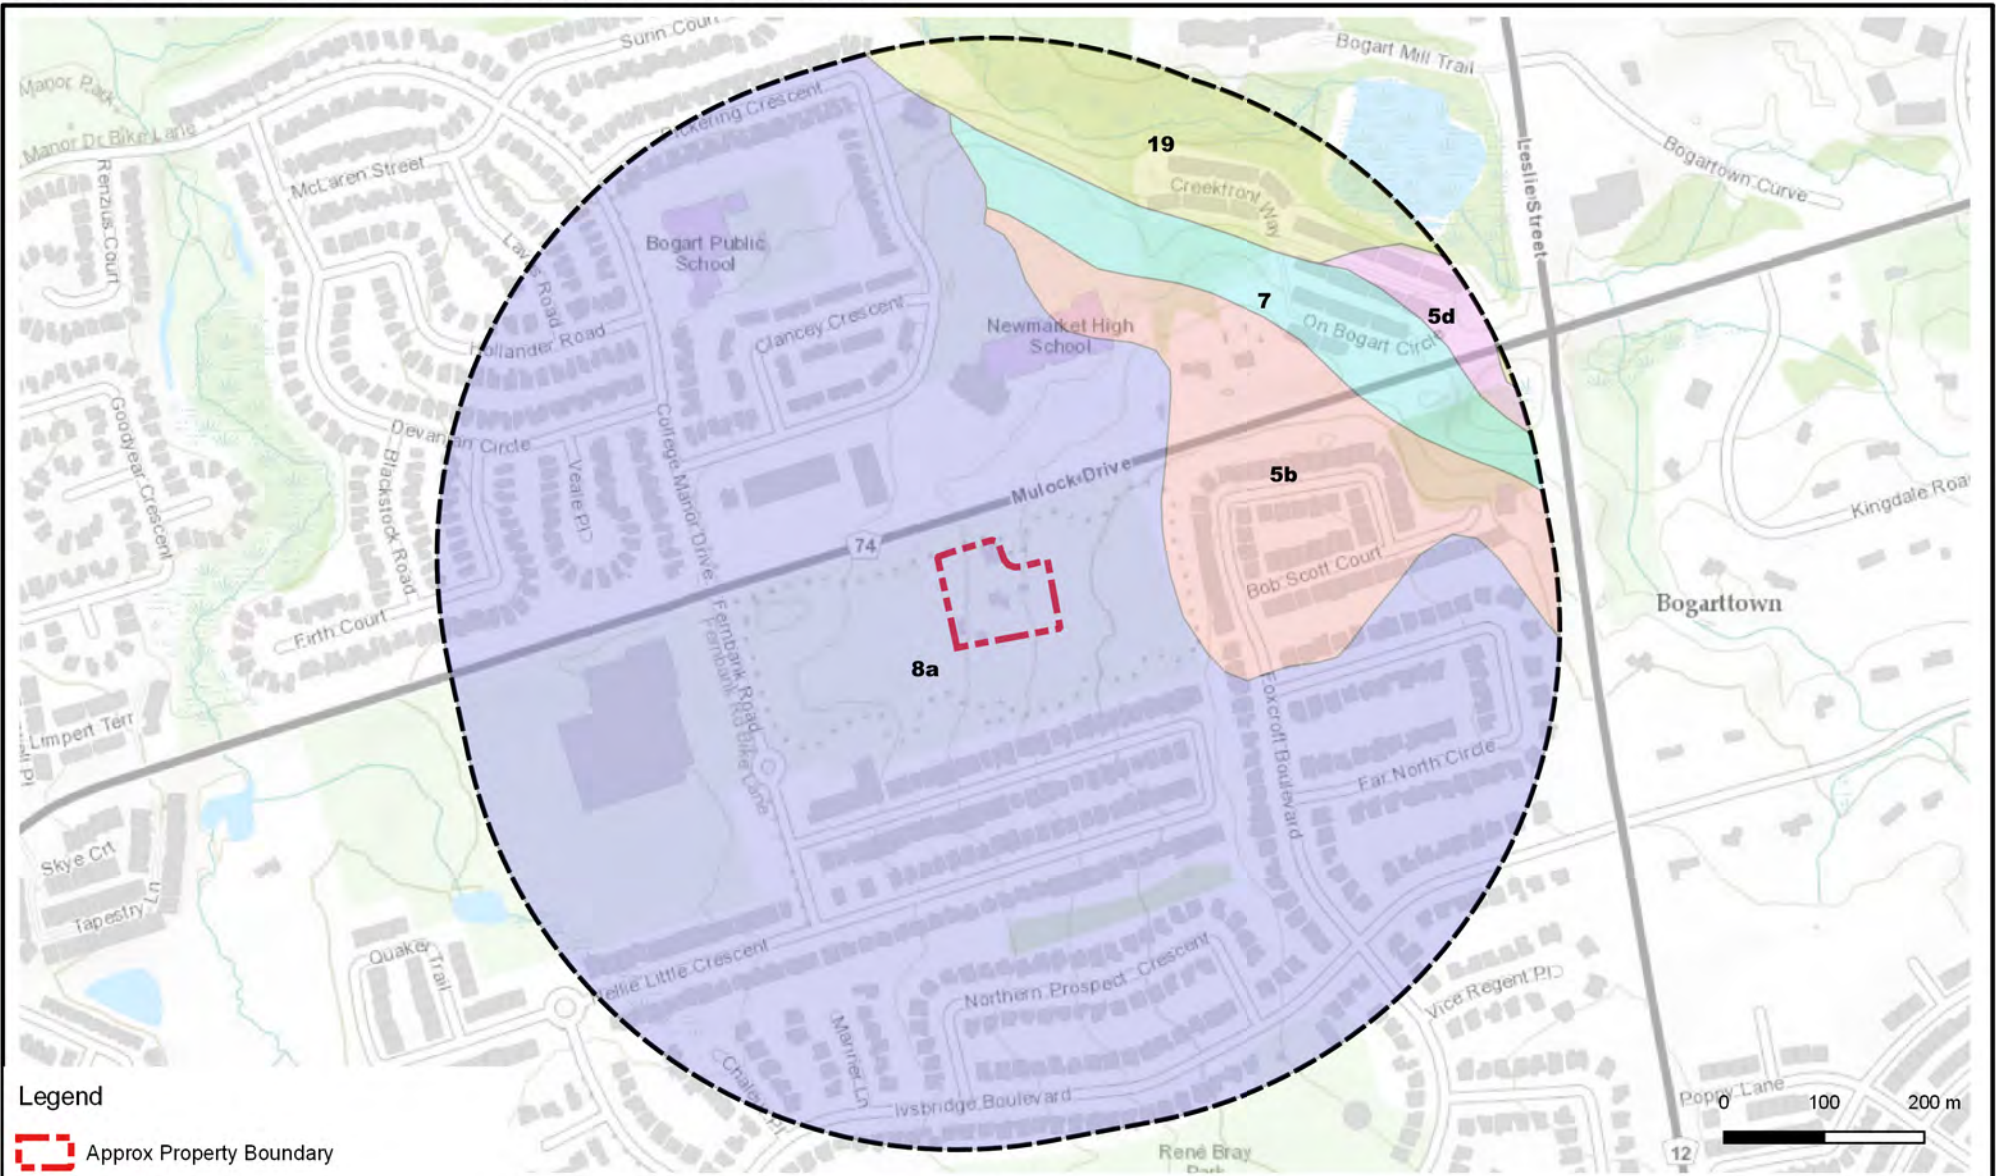 Surin Court
Bogart Mill Trail
Manor Park
Pickering Crescent
Manor Dr Bike Lane
19
Leslie Street
Bogartown Curve
McLaren Street
Renzius Court
Creekfront
Way
Bogart Public
School
7
5d
Newmarket High
School
On Bogart Circle
Clancey Crescent
Hollander Road
Goodyear Crescent
Devanian Circle
Blackstock Road
Veale Pl
College Manor Drive
Mulock Drive
5b
Kingdale Roa
74
Bob Scott Court
Bogarttown
Firth Court
Fernbank Road
Fernbank Rd Bike Lane
8a
Foxcroft Boulevard
Limpert Terr
Far North Circle
Skye Crt
Tapestry Ln
Quaker Trail
ellie Little Crescent
Northern Prospect Crescent
Vice Regent Pl
Mariner Ln
Ivsbridge Boulevard
Poppy Lane
Legend
0 100 200 m
Approx Property Boundary
René Bray
Park
12